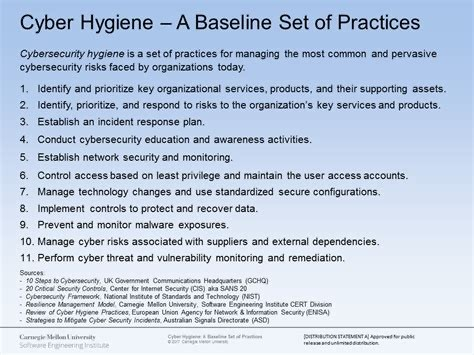 Cyber Hygiene – A Baseline Set of Practices
Cybersecurity hygiene is a set of practices for managing the most common and pervasive
cybersecurity risks faced by organizations today.
1. Identify and prioritize key organizational services, products, and their supporting assets.
2. Identify, prioritize, and respond to risks to the organization's key services and products.
3. Establish an incident response plan.
4. Conduct cybersecurity education and awareness activities.
5. Establish network security and monitoring.
6. Control access based on least privilege and maintain the user access accounts.
7. Manage technology changes and use standardized secure configurations.
8. Implement controls to protect and recover data.
9. Prevent and monitor malware exposures.
10. Manage cyber risks associated with suppliers and external dependencies.
11. Perform cyber threat and vulnerability monitoring and remediation.
Sources:
- 10 Steps to Cybersecurity, UK Government Communications Headquarters (GCHQ)
- 20 Critical Security Controls, Center for Internet Security (CIS) aka SANS 20
- Cybersecurity Framework, National Institute of Standards and Technology (NIST)
- Resilience Management Model, Carnegie Mellon University, Software Engineering Institute CERT Division
- Review of Cyber Hygiene Practices, European Union Agency for Network & Information Security (ENISA)
- Strategies to Mitigate Cyber Security Incidents, Australian Signals Directorate (ASD)
Carnegie Mellon University
Software Engineering Institute
Cyber Hygiene: A Baseline Set of Practices
© 2017 Carnegie Mellon University
[DISTRIBUTION STATEMENT A] Approved for public
release and unlimited distribution.